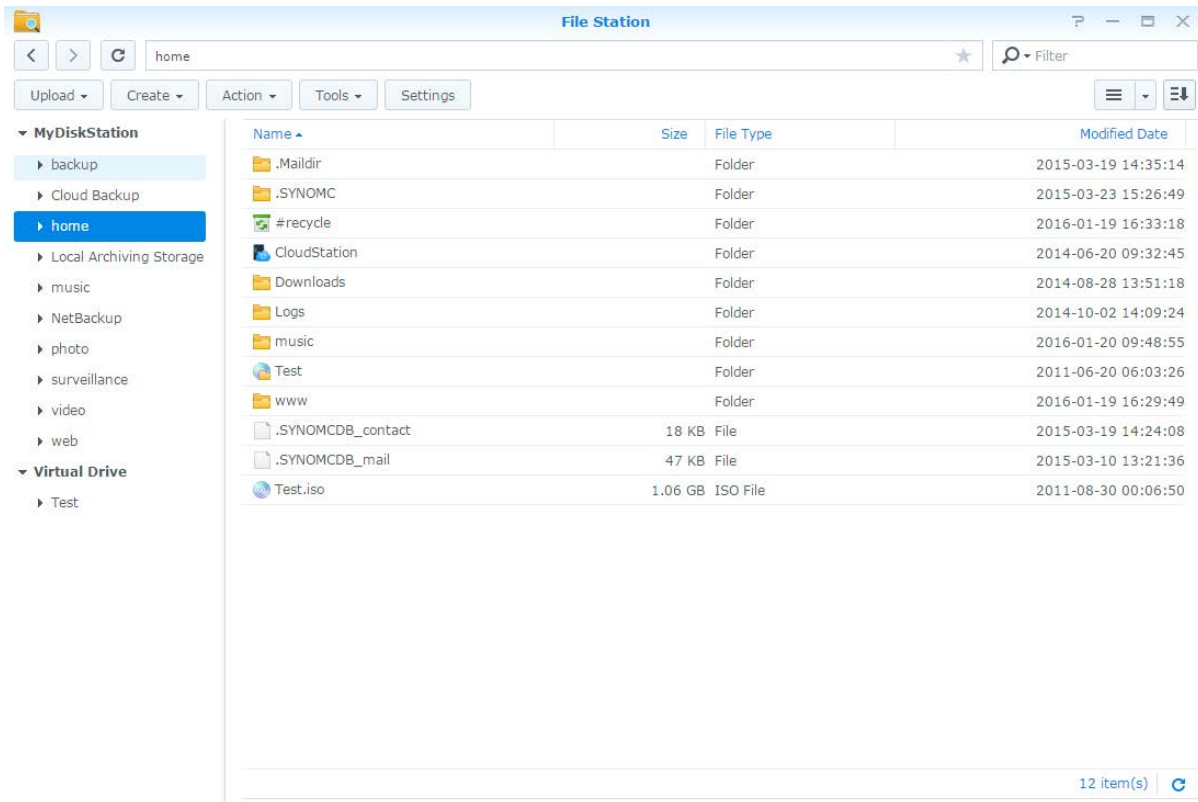 File Station
home
Filter
Upload Create Action Tools Settings
MyDiskStation
backup
Cloud Backup
home
Local Archiving Storage
music
NetBackup
photo
surveillance
video
web
Virtual Drive
Test
Name Size File Type Modified Date
.Maildir Folder 2015-03-19 14:35:14
.SYNOMC Folder 2015-03-23 15:26:49
#recycle Folder 2016-01-19 16:33:18
CloudStation Folder 2014-06-20 09:32:45
Downloads Folder 2014-08-28 13:51:18
Logs Folder 2014-10-02 14:09:24
music Folder 2016-01-20 09:48:55
Test Folder 2011-06-20 06:03:26
www Folder 2016-01-19 16:29:49
.SYNOMCDB_contact 18 KB File 2015-03-19 14:24:08
.SYNOMCDB_mail 47 KB File 2015-03-10 13:21:36
Test.iso 1.06 GB ISO File 2011-08-30 00:06:50
12 item(s)